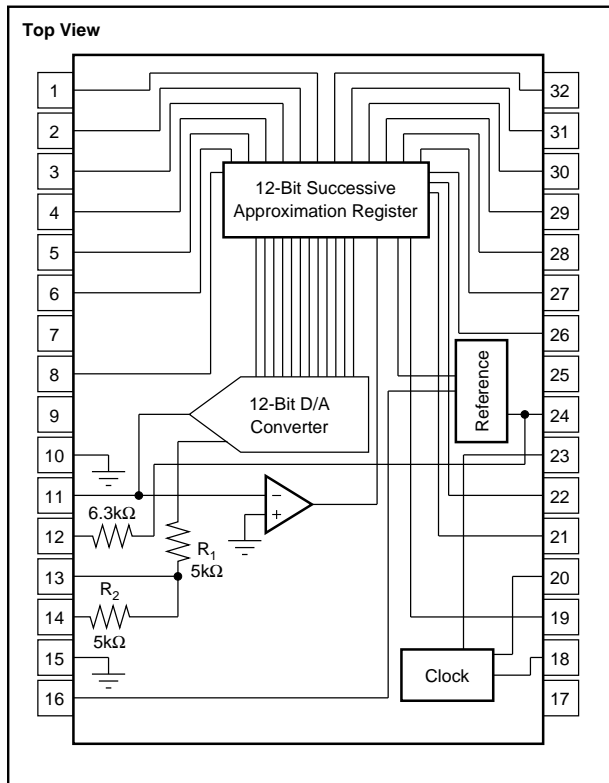 Top View
1
2
3
4
5
6
7
8
9
10
11
12
13
14
15
16
32
31
30
29
28
27
26
25
24
23
22
21
20
19
18
17
12-Bit Successive
Approximation Register
12-Bit D/A
Converter
Reference
6.3kΩ
R1
5kΩ
R2
5kΩ
−
+
Clock